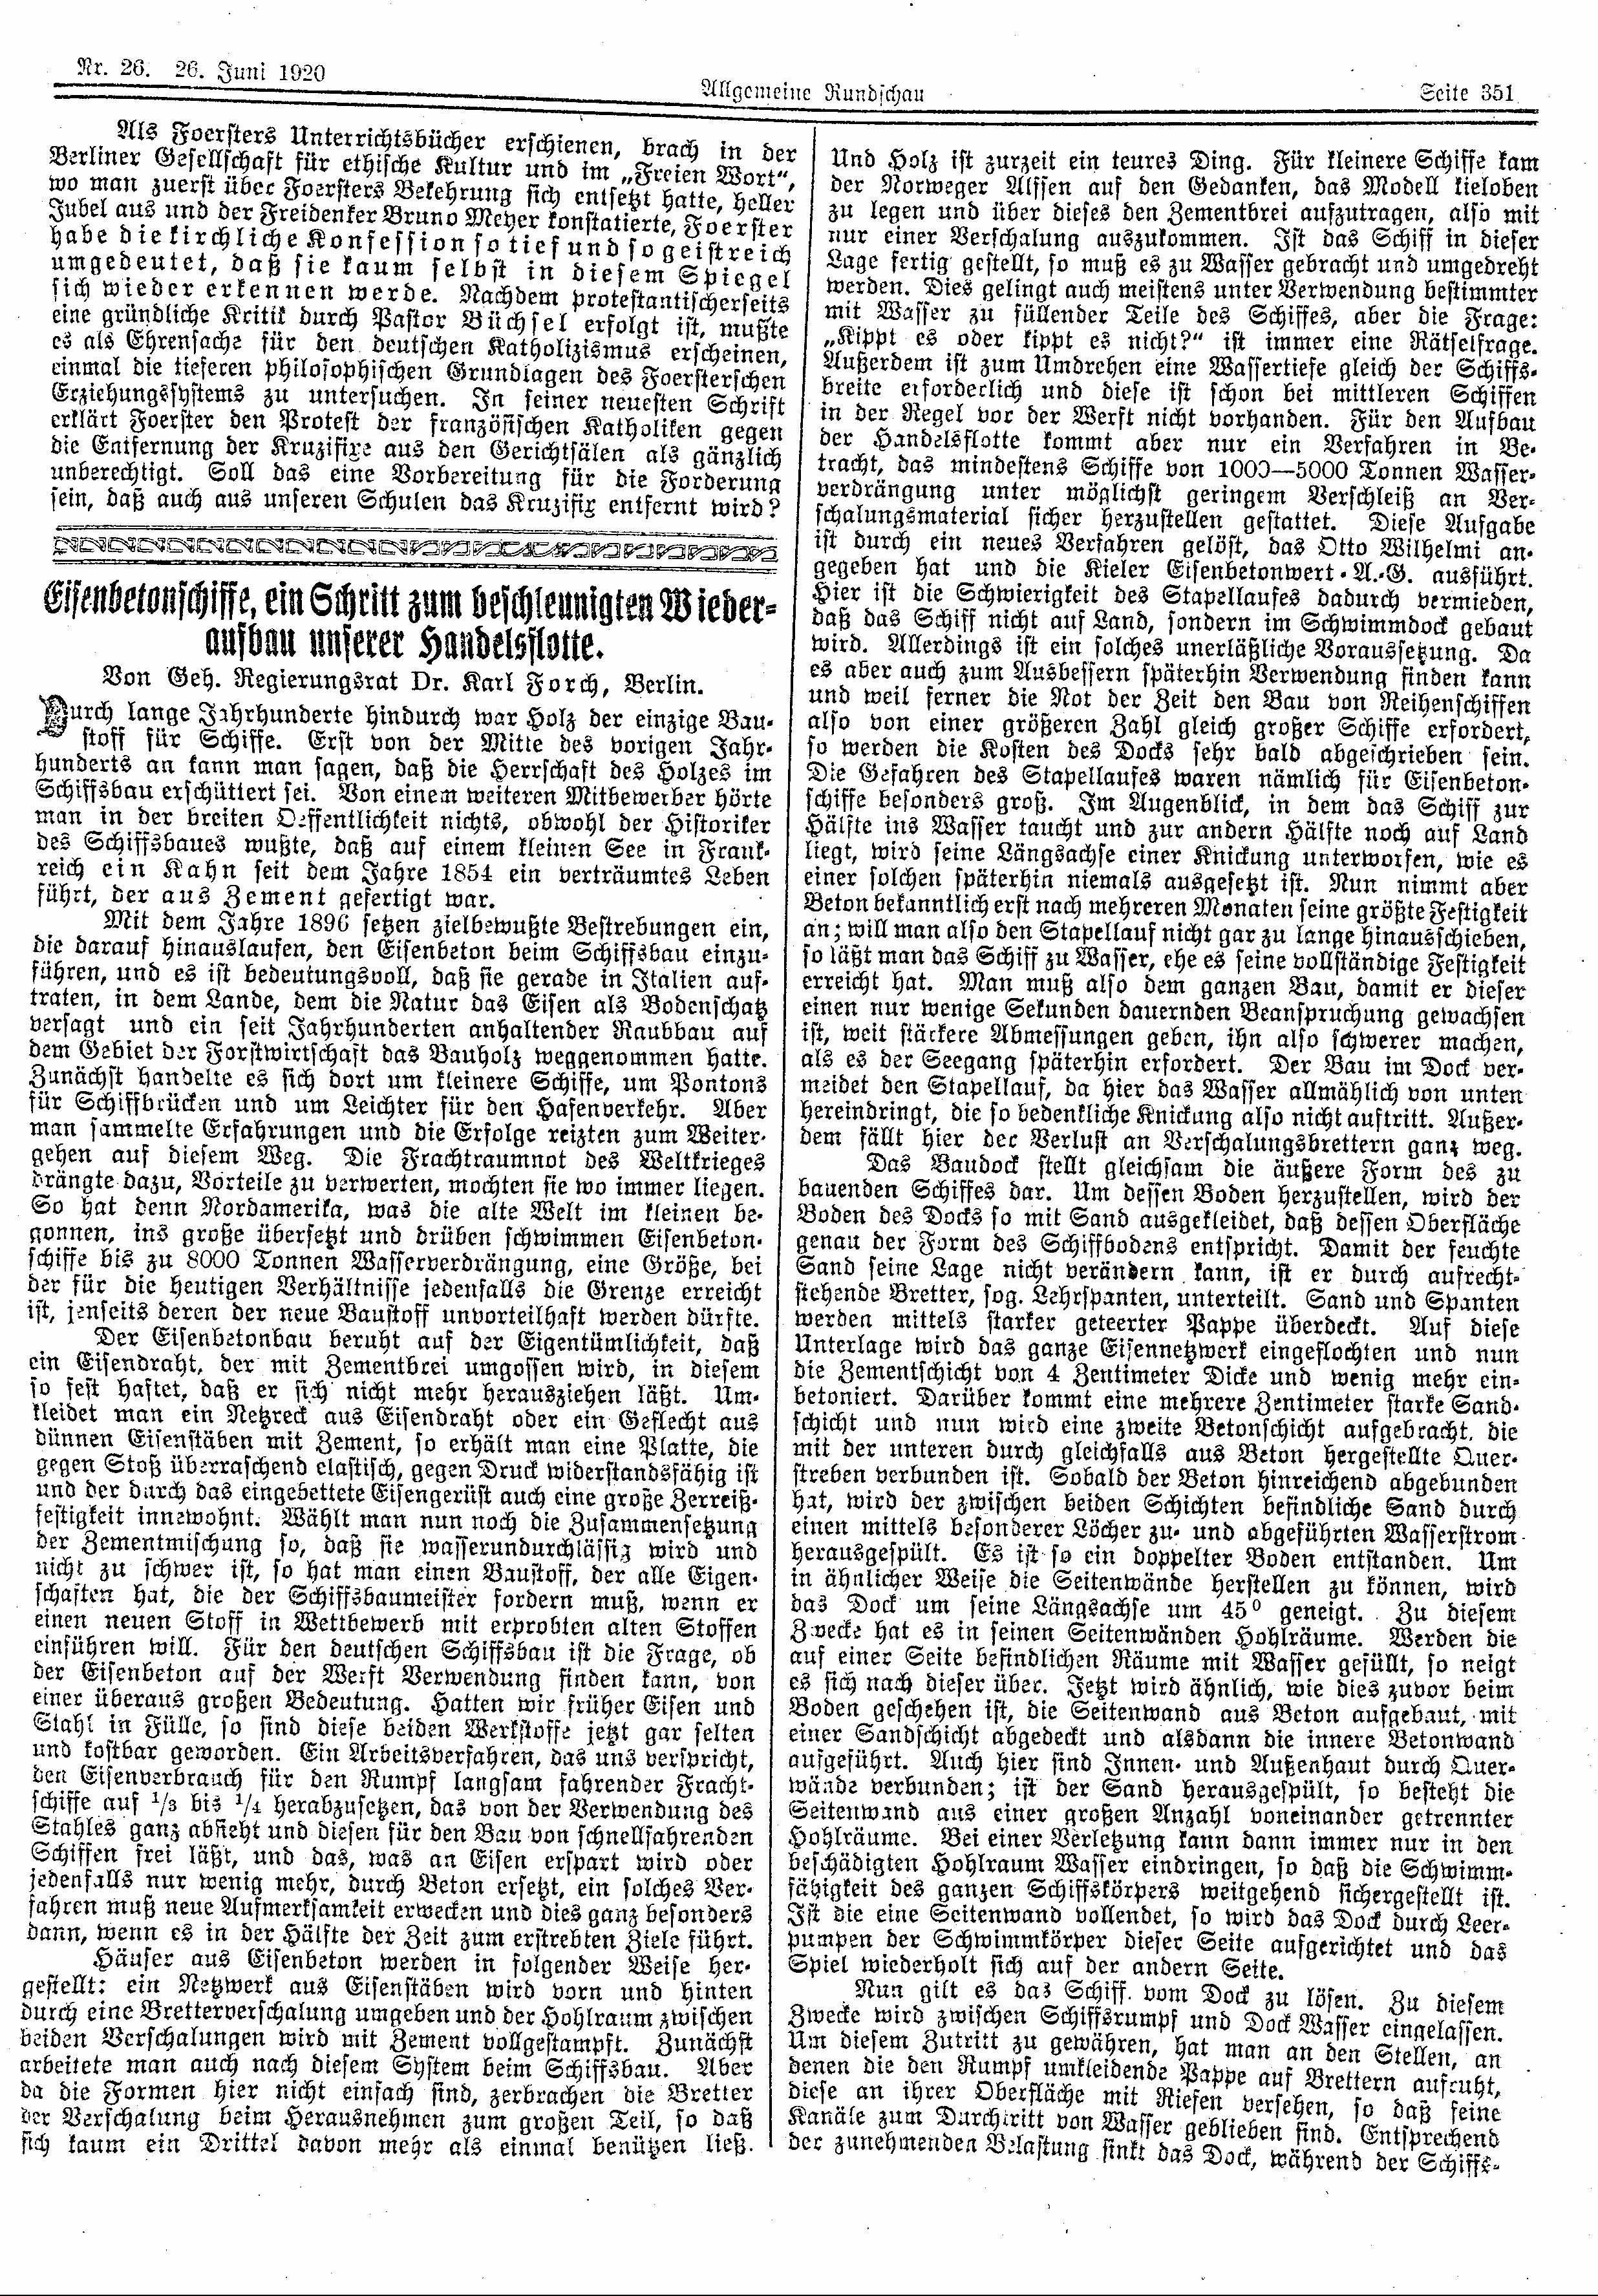 Nr. 26. 26. Juni 1920
Allgemeine Rundschau
Seite 351
Als Foersters Unterrichtsbücher erschienen, brach in der
Berliner Gesellschaft für ethische Kultur und im „Freien Wort“,
wo man zuerst über Foersters Bekehrung sich entsetzt hatte, heller
Jubel aus und der Freidenker Bruno Meyer konstatierte, Foerster
habe die kirchliche Konfession so tief und so geistreich
umgedeutet, daß sie kaum selbst in diesem Spiegel
sich wieder erkennen werde. Nachdem protestantischerseits
eine gründliche Kritik durch Pastor Büchsel erfolgt ist, mußte
es als Ehrensache für den deutschen Katholizismus erscheinen,
einmal die tieferen philosophischen Grundlagen des Foersterschen
Erziehungssystems zu untersuchen. In seiner neuesten Schrift
erklärt Foerster den Protest der französischen Katholiken gegen
die Entfernung der Kruzifixe aus den Gerichtsälen als gänzlich
unberechtigt. Soll das eine Vorbereitung für die Forderung
sein, daß auch aus unseren Schulen das Kruzifix entfernt wird?
Eisenbetonschiffe, ein Schritt zum beschleunigten Wieder-
aufbau unserer Handelsflotte.
Von Geh. Regierungsrat Dr. Karl Forch, Berlin.
Durch lange Jahrhunderte hindurch war Holz der einzige Bau-
stoff für Schiffe. Erst von der Mitte des vorigen Jahr-
hunderts an kann man sagen, daß die Herrschaft des Holzes im
Schiffsbau erschüttert sei. Von einem weiteren Mitbewerber hörte
man in der breiten Oeffentlichkeit nichts, obwohl der Historiker
des Schiffsbaues wußte, daß auf einem kleinen See in Frank-
reich ein Kahn seit dem Jahre 1854 ein verträumtes Leben
führt, der aus Zement gefertigt war.
Mit dem Jahre 1896 setzen zielbewußte Bestrebungen ein,
die darauf hinauslaufen, den Eisenbeton beim Schiffsbau einzu-
führen, und es ist bedeutungsvoll, daß sie gerade in Italien auf-
traten, in dem Lande, dem die Natur das Eisen als Bodenschatz
versagt und ein seit Jahrhunderten anhaltender Raubbau auf
dem Gebiet der Forstwirtschaft das Bauholz weggenommen hatte.
Zunächst handelte es sich dort um kleinere Schiffe, um Pontons
für Schiffbrücken und um Leichter für den Hafenverkehr. Aber
man sammelte Erfahrungen und die Erfolge reizten zum Weiter-
gehen auf diesem Weg. Die Frachtraumnot des Weltkrieges
drängte dazu, Vorteile zu verwerten, mochten sie wo immer liegen.
So hat denn Nordamerika, was die alte Welt im kleinen be-
gonnen, ins große übersetzt und drüben schwimmen Eisenbeton-
schiffe bis zu 8000 Tonnen Wasserverdrängung, eine Größe, bei
der für die heutigen Verhältnisse jedenfalls die Grenze erreicht
ist, jenseits deren der neue Baustoff unvorteilhaft werden dürfte.
Der Eisenbetonbau beruht auf der Eigentümlichkeit, daß
ein Eisendraht, der mit Zementbrei umgossen wird, in diesem
so fest haftet, daß er sich nicht mehr herausziehen läßt. Um-
kleidet man ein Netzreck aus Eisendraht oder ein Geflecht aus
dünnen Eisenstäben mit Zement, so erhält man eine Platte, die
gegen Stoß überraschend elastisch, gegen Druck widerstandsfähig ist
und der durch das eingebettete Eisengerüst auch eine große Zerreiß-
festigkeit innewohnt. Wählt man nun noch die Zusammensetzung
der Zementmischung so, daß sie wasserundurchlässig wird und
nicht zu schwer ist, so hat man einen Baustoff, der alle Eigen-
schaften hat, die der Schiffsbaumeister fordern muß, wenn er
einen neuen Stoff in Wettbewerb mit erprobten alten Stoffen
einführen will. Für den deutschen Schiffsbau ist die Frage, ob
der Eisenbeton auf der Werft Verwendung finden kann, von
einer überaus großen Bedeutung. Hatten wir früher Eisen und
Stahl in Fülle, so sind diese beiden Werkstoffe jetzt gar selten
und kostbar geworden. Ein Arbeitsverfahren, das uns verspricht,
den Eisenverbrauch für den Rumpf langsam fahrender Fracht-
schiffe auf 1/3 bis 1/4 herabzusetzen, das von der Verwendung des
Stahles ganz absieht und diesen für den Bau von schnellfahrenden
Schiffen frei läßt, und das, was an Eisen erspart wird oder
jedenfalls nur wenig mehr, durch Beton ersetzt, ein solches Ver-
fahren muß neue Aufmerksamkeit erwecken und dies ganz besonders
dann, wenn es in der Hälfte der Zeit zum erstrebten Ziele führt.
Häuser aus Eisenbeton werden in folgender Weise her-
gestellt: ein Netzwerk aus Eisenstäben wird vorn und hinten
durch eine Bretterverschalung umgeben und der Hohlraum zwischen
beiden Verschalungen wird mit Zement vollgestampft. Zunächst
arbeitete man auch nach diesem System beim Schiffsbau. Aber
da die Formen hier nicht einfach sind, zerbrachen die Bretter
der Verschalung beim Herausnehmen zum großen Teil, so daß
sich kaum ein Drittel davon mehr als einmal benützen ließ.
Und Holz ist zurzeit ein teures Ding. Für kleinere Schiffe kam
der Norweger Alfsen auf den Gedanken, das Modell kieloben
zu legen und über dieses den Zementbrei aufzutragen, also mit
nur einer Verschalung auszukommen. Ist das Schiff in dieser
Lage fertig gestellt, so muß es zu Wasser gebracht und umgedreht
werden. Dies gelingt auch meistens unter Verwendung bestimmter
mit Wasser zu füllender Teile des Schiffes, aber die Frage:
„Kippt es oder kippt es nicht?“ ist immer eine Rätselfrage.
Außerdem ist zum Umdrehen eine Wassertiefe gleich der Schiffs-
breite erforderlich und diese ist schon bei mittleren Schiffen
in der Regel vor der Werft nicht vorhanden. Für den Aufbau
der Handelsflotte kommt aber nur ein Verfahren in Be-
tracht, das mindestens Schiffe von 1000—5000 Tonnen Wasser-
verdrängung unter möglichst geringem Verschleiß an Ver-
schalungsmaterial sicher herzustellen gestattet. Diese Aufgabe
ist durch ein neues Verfahren gelöst, das Otto Wilhelmi an-
gegeben hat und die Kieler Eisenbetonwert-A.-G. ausführt.
Hier ist die Schwierigkeit des Stapellaufes dadurch vermieden,
daß das Schiff nicht auf Land, sondern im Schwimmdock gebaut
wird. Allerdings ist ein solches unerläßliche Voraussetzung. Da
es aber auch zum Ausbessern späterhin Verwendung finden kann
und weil ferner die Not der Zeit den Bau von Reihenschiffen
also von einer größeren Zahl gleich großer Schiffe erfordert,
so werden die Kosten des Docks sehr bald abgeschrieben sein.
Die Gefahren des Stapellaufes waren nämlich für Eisenbeton-
schiffe besonders groß. Im Augenblick, in dem das Schiff zur
Hälfte ins Wasser taucht und zur andern Hälfte noch auf Land
liegt, wird seine Längsachse einer Knickung unterworfen, wie es
einer solchen späterhin niemals ausgesetzt ist. Nun nimmt aber
Beton bekanntlich erst nach mehreren Monaten seine größte Festigkeit
an; will man also den Stapellauf nicht gar zu lange hinausschieben,
so läßt man das Schiff zu Wasser, ehe es seine vollständige Festigkeit
erreicht hat. Man muß also dem ganzen Bau, damit er dieser
einen nur wenige Sekunden dauernden Beanspruchung gewachsen
ist, weit stärkere Abmessungen geben, ihn also schwerer machen,
als es der Seegang späterhin erfordert. Der Bau im Dock ver-
meidet den Stapellauf, da hier das Wasser allmählich von unten
hereindringt, die so bedenkliche Knickung also nicht auftritt. Außer-
dem fällt hier der Verlust an Verschalungsbrettern ganz weg.
Das Baudock stellt gleichsam die äußere Form des zu
bauenden Schiffes dar. Um dessen Boden herzustellen, wird der
Boden des Docks so mit Sand ausgekleidet, daß dessen Oberfläche
genau der Form des Schiffbodens entspricht. Damit der feuchte
Sand seine Lage nicht verändern kann, ist er durch aufrecht-
stehende Bretter, sog. Lehrspanten, unterteilt. Sand und Spanten
werden mittels starker geteerter Pappe überdeckt. Auf diese
Unterlage wird das ganze Eisennetzwerk eingeflochten und nun
die Zementschicht von 4 Zentimeter Dicke und wenig mehr ein-
betoniert. Darüber kommt eine mehrere Zentimeter starke Sand-
schicht und nun wird eine zweite Betonschicht aufgebracht, die
mit der unteren durch gleichfalls aus Beton hergestellte Quer-
streben verbunden ist. Sobald der Beton hinreichend abgebunden
hat, wird der zwischen beiden Schichten befindliche Sand durch
einen mittels besonderer Löcher zu- und abgeführten Wasserstrom
herausgespült. Es ist so ein doppelter Boden entstanden. Um
in ähnlicher Weise die Seitenwände herstellen zu können, wird
das Dock um seine Längsachse um 45° geneigt. Zu diesem
Zwecke hat es in seinen Seitenwänden Hohlräume. Werden die
auf einer Seite befindlichen Räume mit Wasser gefüllt, so neigt
es sich nach dieser über. Jetzt wird ähnlich, wie dies zuvor beim
Boden geschehen ist, die Seitenwand aus Beton aufgebaut, mit
einer Sandschicht abgedeckt und alsdann die innere Betonwand
aufgeführt. Auch hier sind Innen- und Außenhaut durch Quer-
wände verbunden; ist der Sand herausgespült, so besteht die
Seitenwand aus einer großen Anzahl voneinander getrennter
Hohlräume. Bei einer Verletzung kann dann immer nur in den
beschädigten Hohlraum Wasser eindringen, so daß die Schwimm-
fähigkeit des ganzen Schiffskörpers weitgehend sichergestellt ist.
Ist die eine Seitenwand vollendet, so wird das Dock durch Leer-
pumpen der Schwimmkörper dieser Seite aufgerichtet und das
Spiel wiederholt sich auf der andern Seite.
Nun gilt es das Schiff vom Dock zu lösen. Zu diesem
Zwecke wird zwischen Schiffsrumpf und Dock Wasser eingelassen.
Um diesem Zutritt zu gewähren, hat man an den Stellen, an
denen die den Rumpf umkleidende Pappe auf Brettern aufruht,
diese an ihrer Oberfläche mit Riefen versehen, so daß feine
Kanäle zum Durchtritt von Wasser geblieben sind. Entsprechend
der zunehmenden Belastung sinkt das Dock, während der Schiffs-